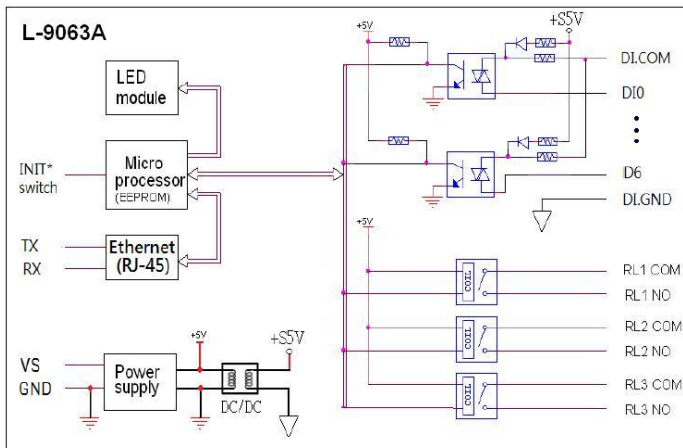 L-9063A
LED
module
INIT*
switch
Micro
processor
(EEPROM)
TX
RX
Ethernet
(RJ-45)
VS
GND
Power
supply
+5V
+S5V
DC/DC
+5V
+S5V
DI.COM
DI0
D6
DI.GND
+5V
COIL
RL1 COM
RL1 NO
COIL
RL2 COM
RL2 NO
COIL
RL3 COM
RL3 NO